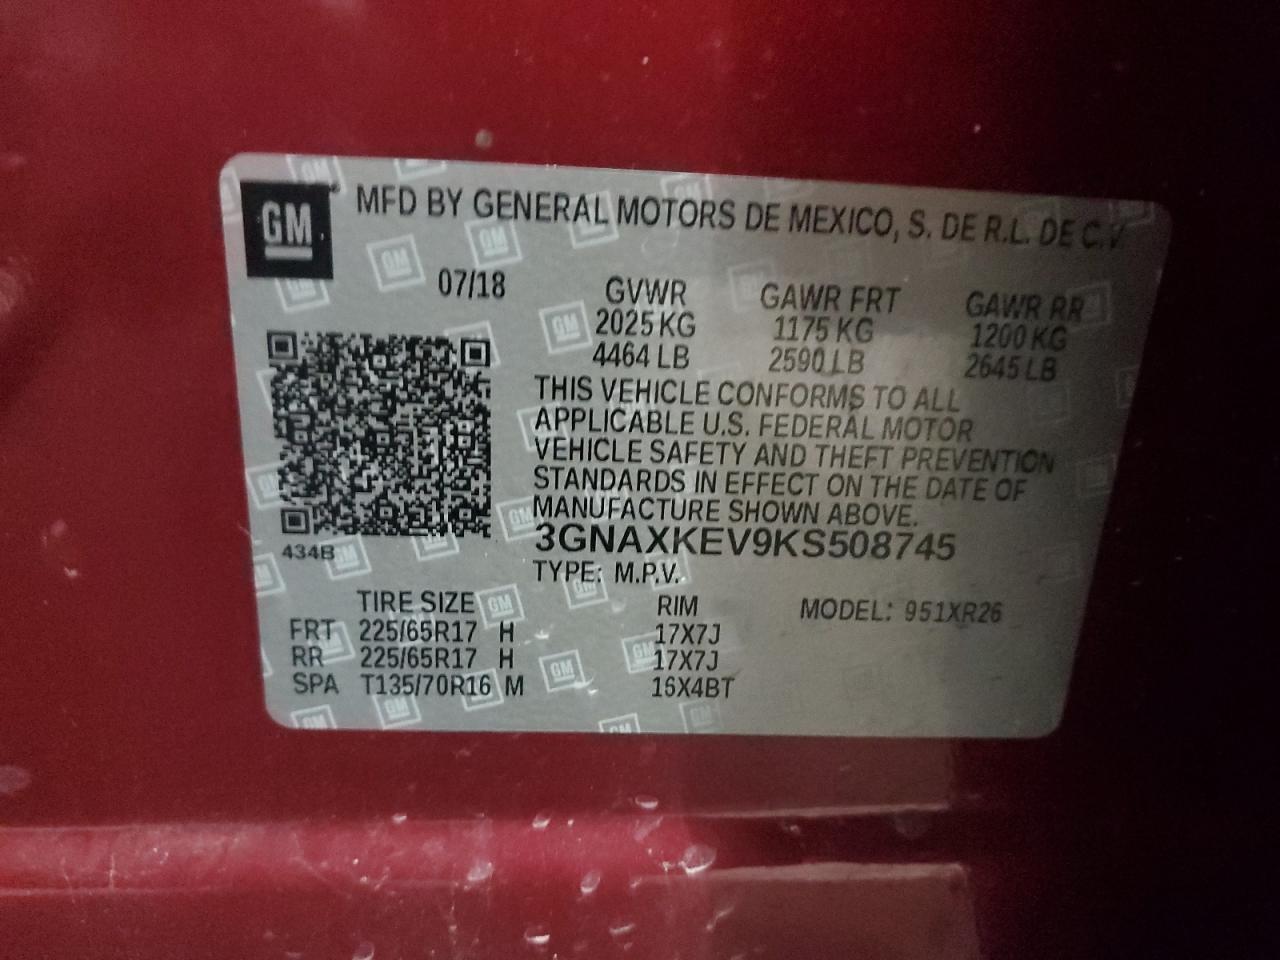 GM MFD BY GENERAL MOTORS DE MEXICO, S. DE R.L. DE C.V
07/18 GVWR GAWR FRT GAWR RR
2025 KG 1175 KG 1200 KG
4464 LB 2590 LB 2645 LB
THIS VEHICLE CONFORMS TO ALL
APPLICABLE U.S. FEDERAL MOTOR
VEHICLE SAFETY AND THEFT PREVENTION
STANDARDS IN EFFECT ON THE DATE OF
MANUFACTURE SHOWN ABOVE.
3GNAXKEV9KS508745
434B
TYPE: M.P.V.
TIRE SIZE RIM MODEL: 951XR26
FRT 225/65R17 H 17X7J
RR 225/65R17 H 17X7J
SPA T135/70R16 M 16X4BT